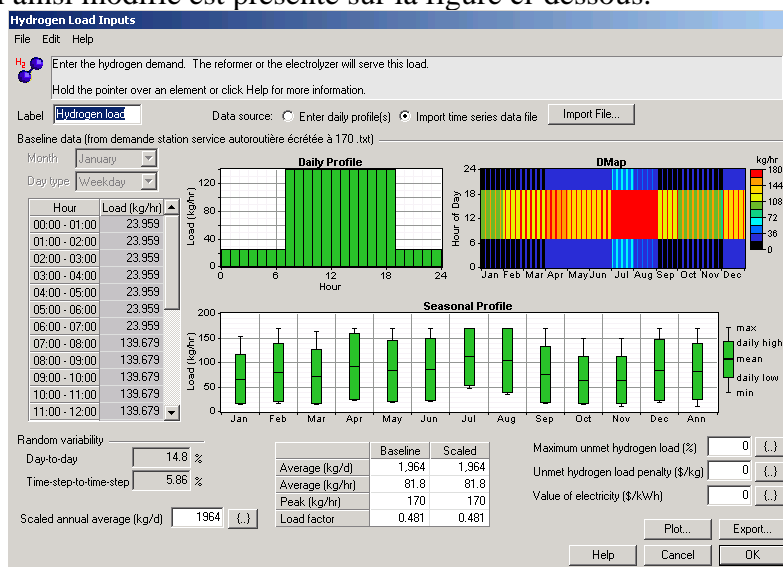 ainsi modifié est présenté sur la figure ci-dessous.
Hydrogen Load Inputs
File Edit Help
H2
Enter the hydrogen demand. The reformer or the electrolyzer will serve this load.
Hold the pointer over an element or click Help for more information.
Label Hydrogen load Data source: Enter daily profile(s) Import time series data file Import File...
Baseline data (from demande station service autoroutière écrétée à 170 .txt)
Month January
Day type Weekday
Hour Load (kg/hr)
00:00 - 01:00 23.959
01:00 - 02:00 23.959
02:00 - 03:00 23.959
03:00 - 04:00 23.959
04:00 - 05:00 23.959
05:00 - 06:00 23.959
06:00 - 07:00 23.959
07:00 - 08:00 139.679
08:00 - 09:00 139.679
09:00 - 10:00 139.679
10:00 - 11:00 139.679
11:00 - 12:00 139.679
Daily Profile
Load (kg/hr)
120
80
40
0
0 6 12 18 24
Hour
DMap
Hour of Day
24
18
12
6
0
Jan Feb Mar Apr May Jun Jul Aug Sep Oct Nov Dec
kg/hr
180
144
108
72
36
0
Seasonal Profile
Load (kg/hr)
200
150
100
50
0
Jan Feb Mar Apr May Jun Jul Aug Sep Oct Nov Dec Ann
max
daily high
mean
daily low
min
Random variability
Day-to-day 14.8 %
Time-step-to-time-step 5.86 %
Scaled annual average (kg/d) 1964 {..}
Baseline Scaled
Average (kg/d) 1,964 1,964
Average (kg/hr) 81.8 81.8
Peak (kg/hr) 170 170
Load factor 0.481 0.481
Maximum unmet hydrogen load (%) 0 {..}
Unmet hydrogen load penalty ($/kg) 0 {..}
Value of electricity ($/kWh) 0 {..}
Plot... Export...
Help Cancel OK